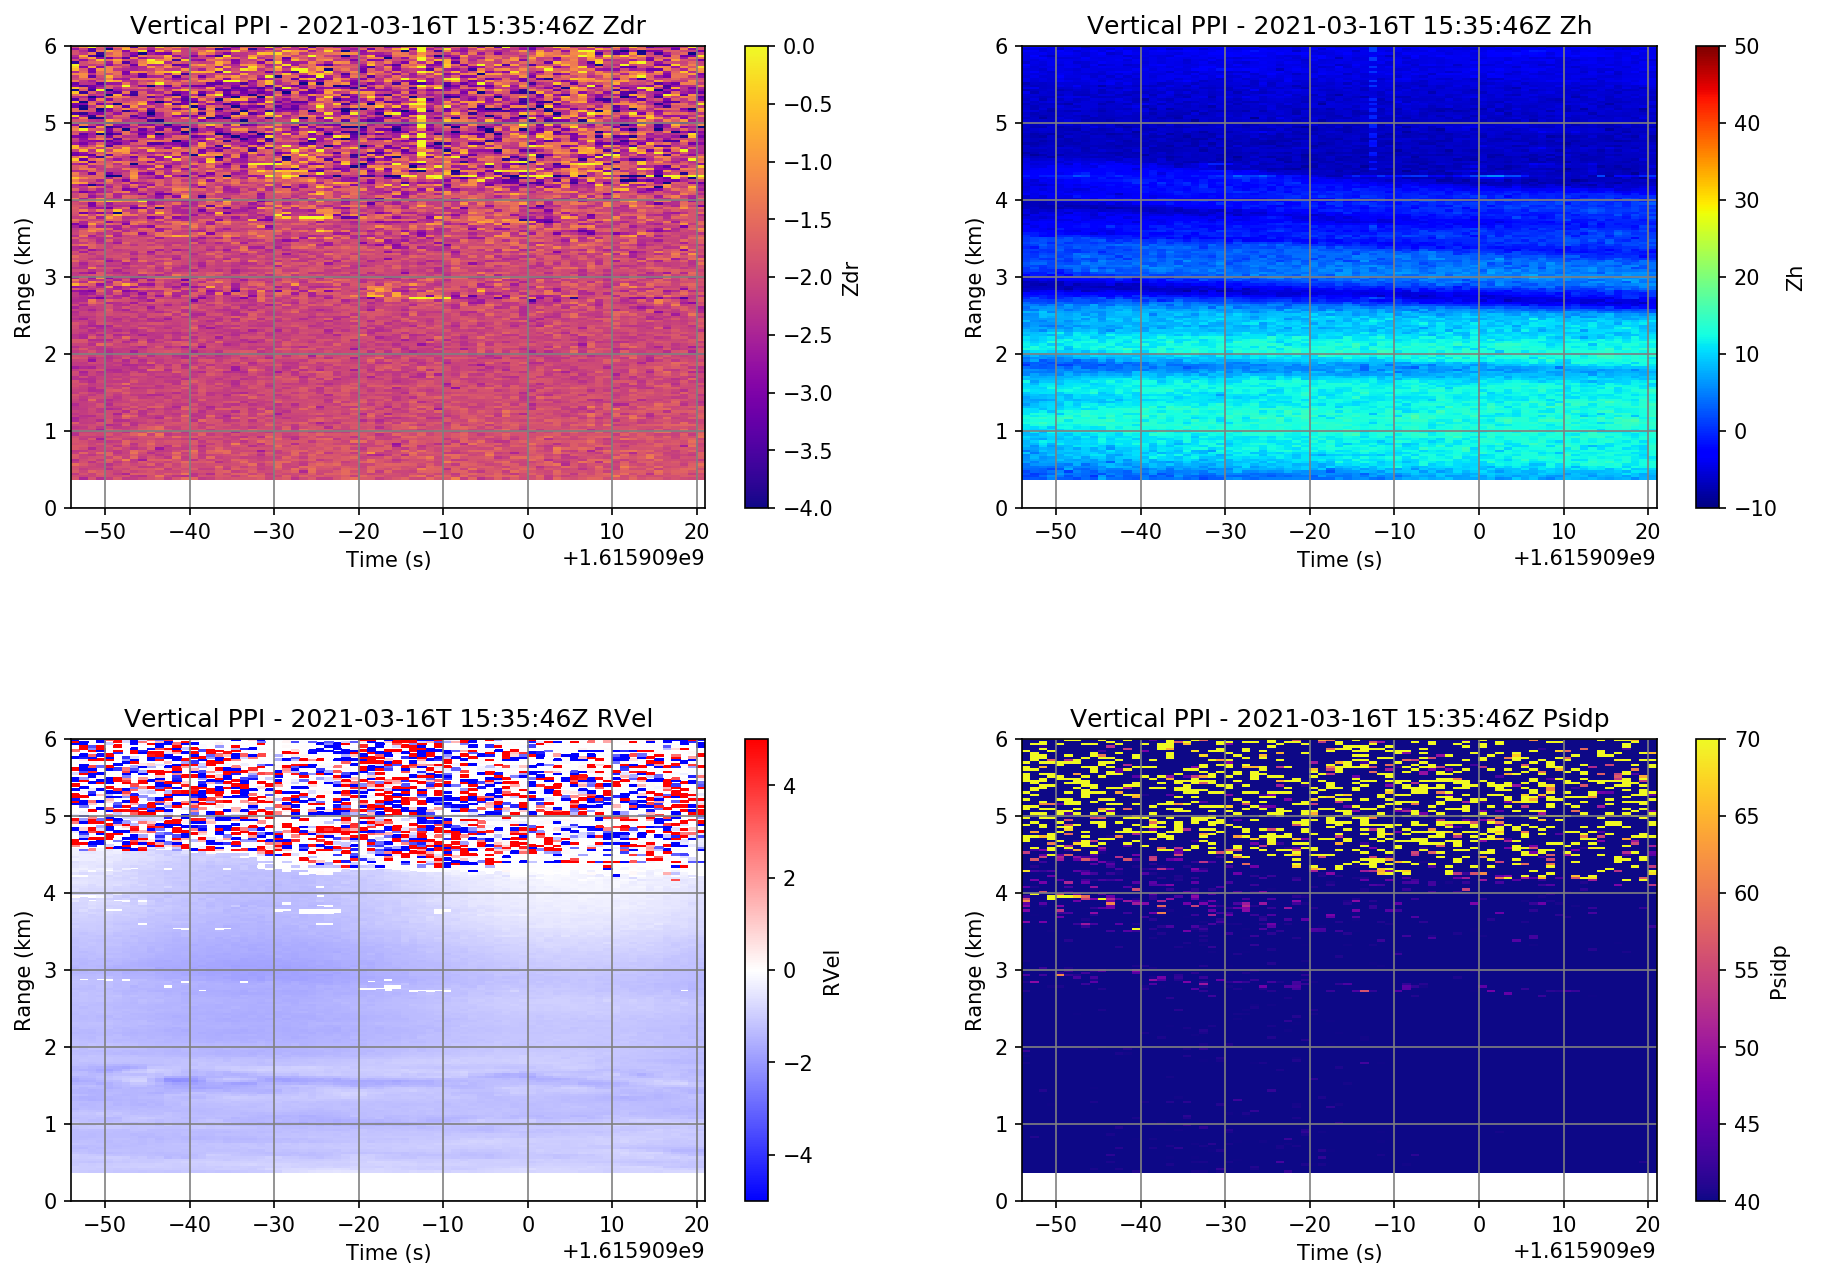 Vertical PPI - 2021-03-16T 15:35:46Z Zdr
6
5
4
3
2
1
0
Range (km)
−50 −40 −30 −20 −10 0 10 20
Time (s)
+1.615909e9
0.0
−0.5
−1.0
−1.5
−2.0
−2.5
−3.0
−3.5
−4.0
Zdr
Vertical PPI - 2021-03-16T 15:35:46Z Zh
6
5
4
3
2
1
0
Range (km)
−50 −40 −30 −20 −10 0 10 20
Time (s)
+1.615909e9
50
40
30
20
10
0
−10
Zh
Vertical PPI - 2021-03-16T 15:35:46Z RVel
6
5
4
3
2
1
0
Range (km)
−50 −40 −30 −20 −10 0 10 20
Time (s)
+1.615909e9
4
2
0
−2
−4
RVel
Vertical PPI - 2021-03-16T 15:35:46Z Psidp
6
5
4
3
2
1
0
Range (km)
−50 −40 −30 −20 −10 0 10 20
Time (s)
+1.615909e9
70
65
60
55
50
45
40
Psidp